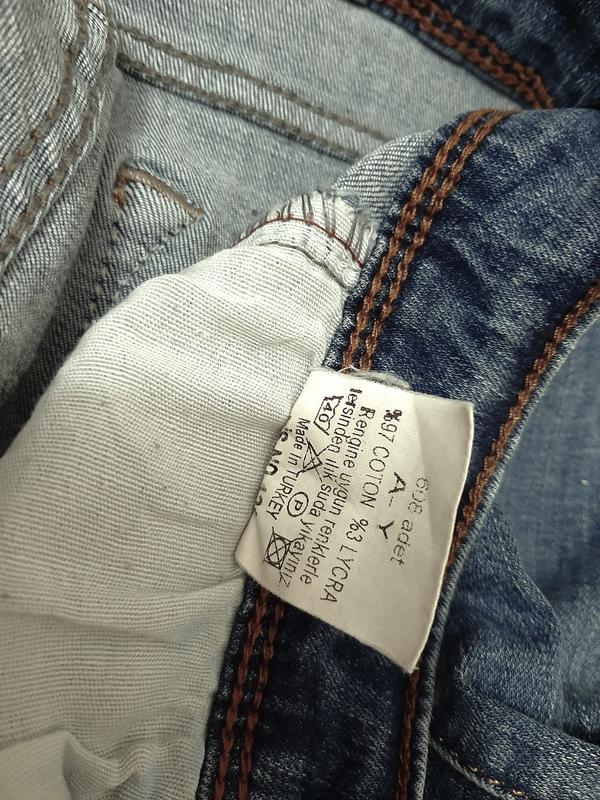 608 adet
A-Y
%97 COTON %3 LYCRA
Rengine uygun renklerle
tersinden ılık suda yıkayınız
40 P
Made in TURKEY